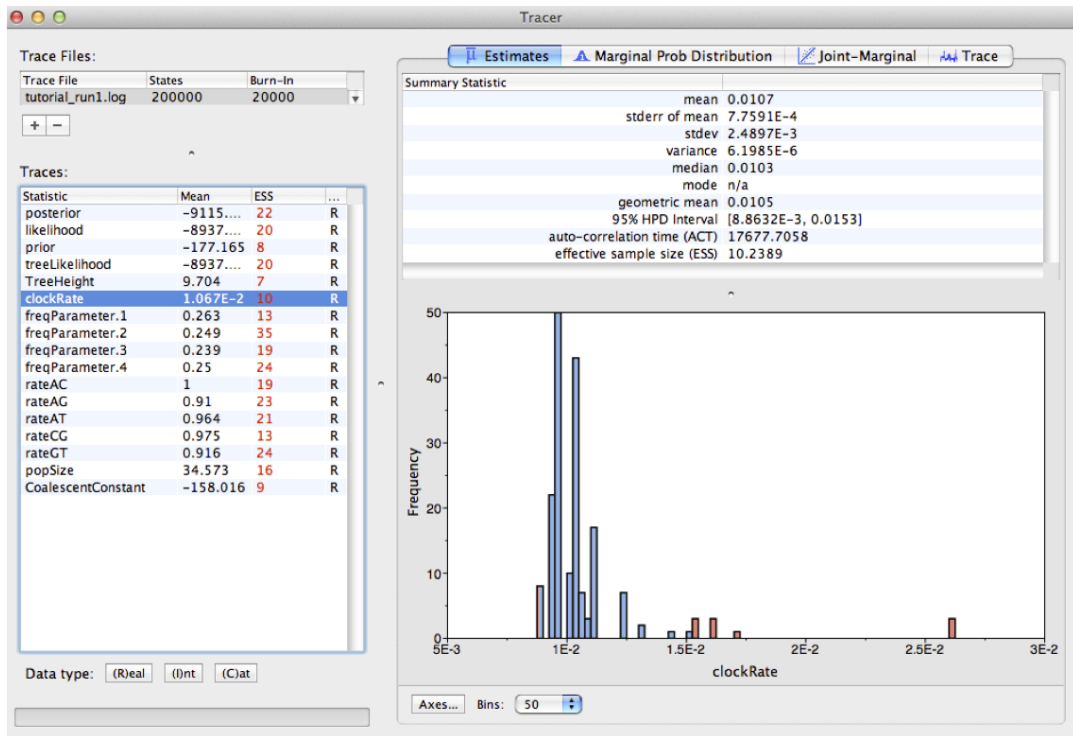 Tracer
Trace Files:
Trace File States Burn-In
tutorial_run1.log 200000 20000
+ −
Traces:
Statistic Mean ESS ...
posterior -9115.... 22 R
likelihood -8937.... 20 R
prior -177.165 8 R
treeLikelihood -8937.... 20 R
TreeHeight 9.704 7 R
clockRate 1.067E-2 10 R
freqParameter.1 0.263 13 R
freqParameter.2 0.249 35 R
freqParameter.3 0.239 19 R
freqParameter.4 0.25 24 R
rateAC 1 19 R
rateAG 0.91 23 R
rateAT 0.964 21 R
rateCG 0.975 13 R
rateGT 0.916 24 R
popSize 34.573 16 R
CoalescentConstant -158.016 9 R
Data type: (R)eal (I)nt (C)at
Estimates Marginal Prob Distribution Joint-Marginal Trace
Summary Statistic
mean 0.0107
stderr of mean 7.7591E-4
stdev 2.4897E-3
variance 6.1985E-6
median 0.0103
mode n/a
geometric mean 0.0105
95% HPD Interval [8.8632E-3, 0.0153]
auto-correlation time (ACT) 17677.7058
effective sample size (ESS) 10.2389
50
40
30
20
10
0
Frequency
5E-3 1E-2 1.5E-2 2E-2 2.5E-2 3E-2
clockRate
Axes... Bins: 50